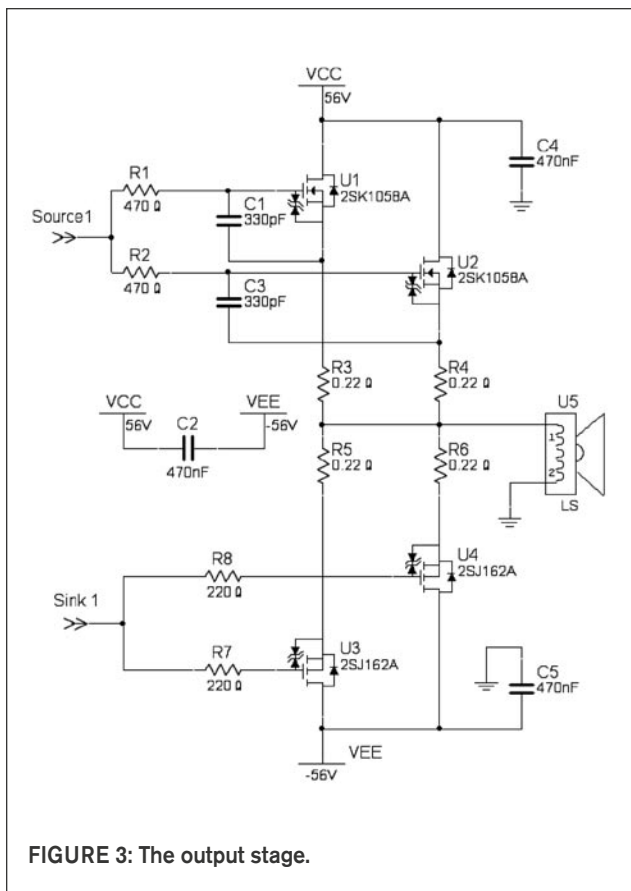 VCC
56V
R1
470 Ω
C1
330pF
U1
2SK1058A
C4
470nF
Source1
R2
470 Ω
C3
330pF
U2
2SK1058A
R3
0.22 Ω
R4
0.22 Ω
VCC
56V
C2
470nF
VEE
-56V
U5
1
2
LS
R5
0.22 Ω
R6
0.22 Ω
R8
220 Ω
U4
2SJ162A
Sink 1
R7
220 Ω
U3
2SJ162A
C5
470nF
VEE
-56V
FIGURE 3: The output stage.